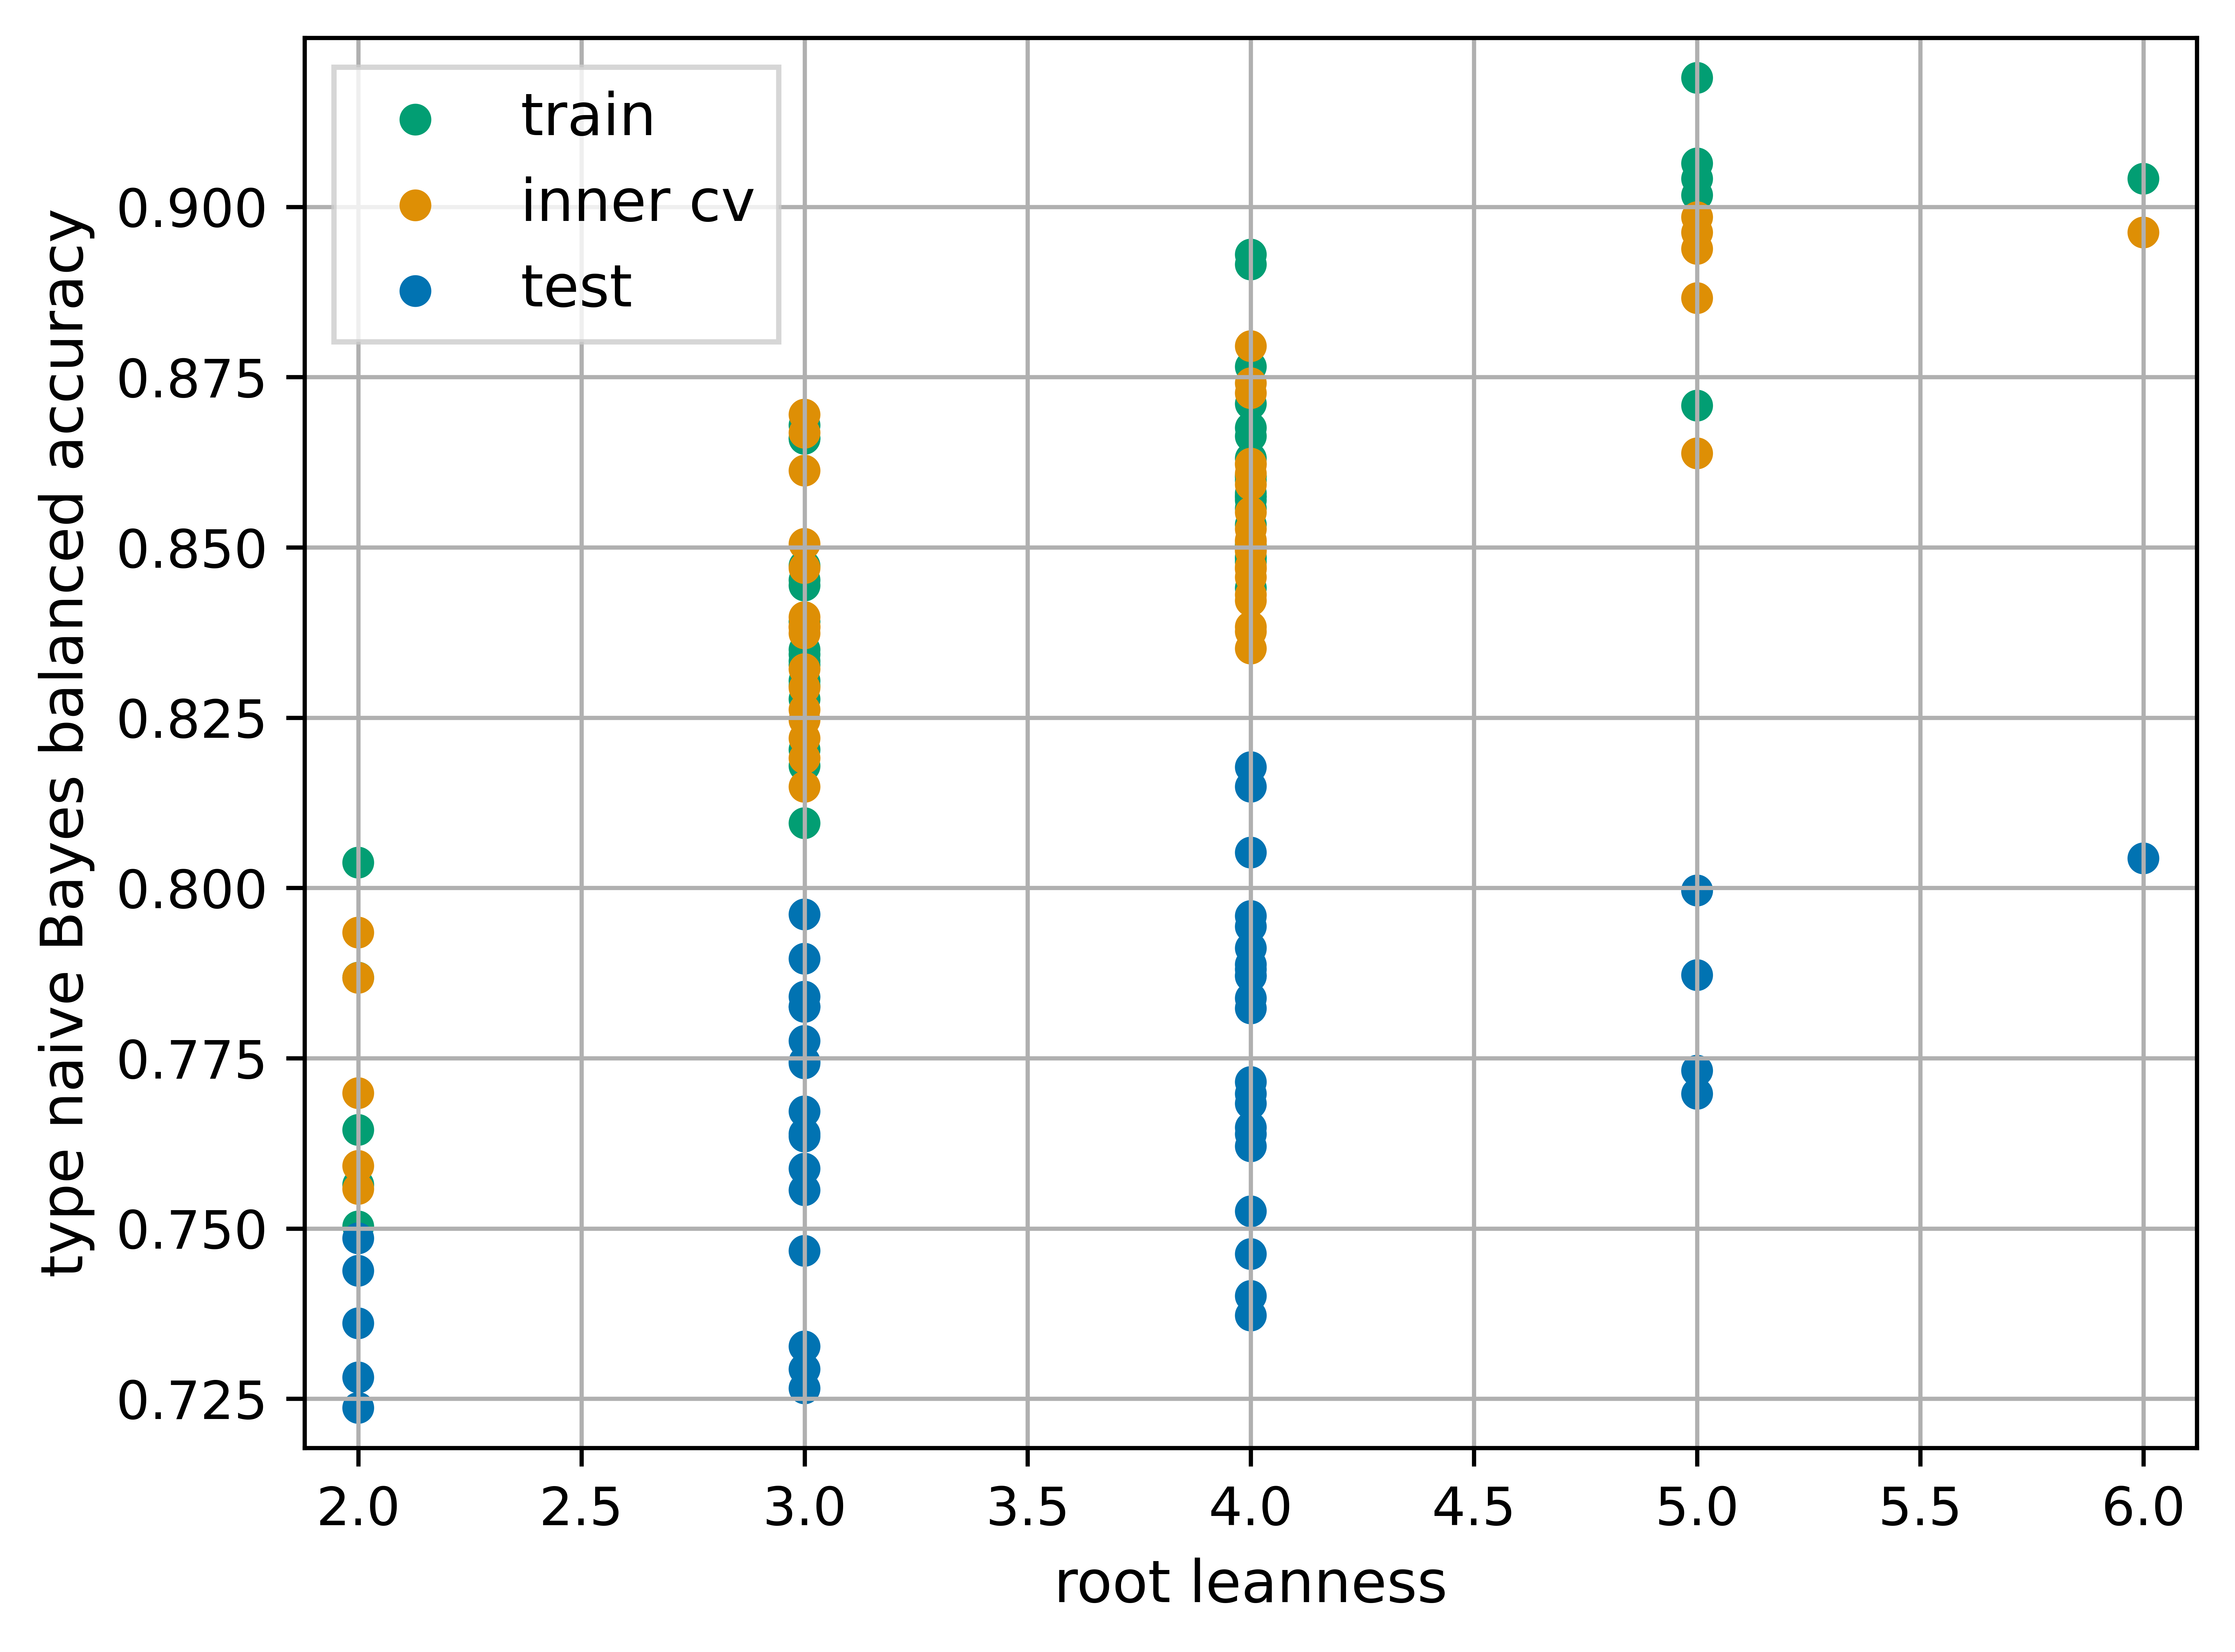 train
inner cv
test
type naive Bayes balanced accuracy
0.900
0.875
0.850
0.825
0.800
0.775
0.750
0.725
2.0 2.5 3.0 3.5 4.0 4.5 5.0 5.5 6.0
root leanness